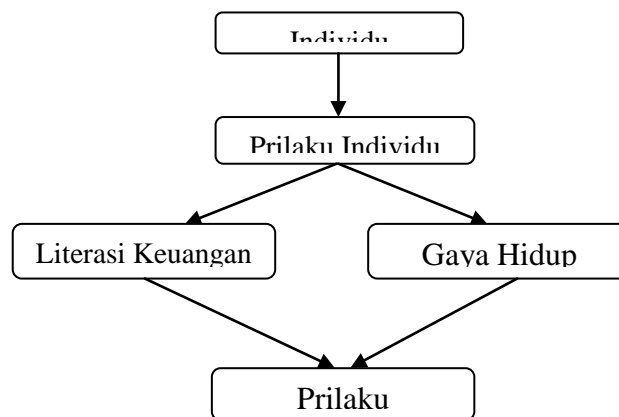 Individu
Prilaku Individu
Literasi Keuangan
Gaya Hidup
Prilaku